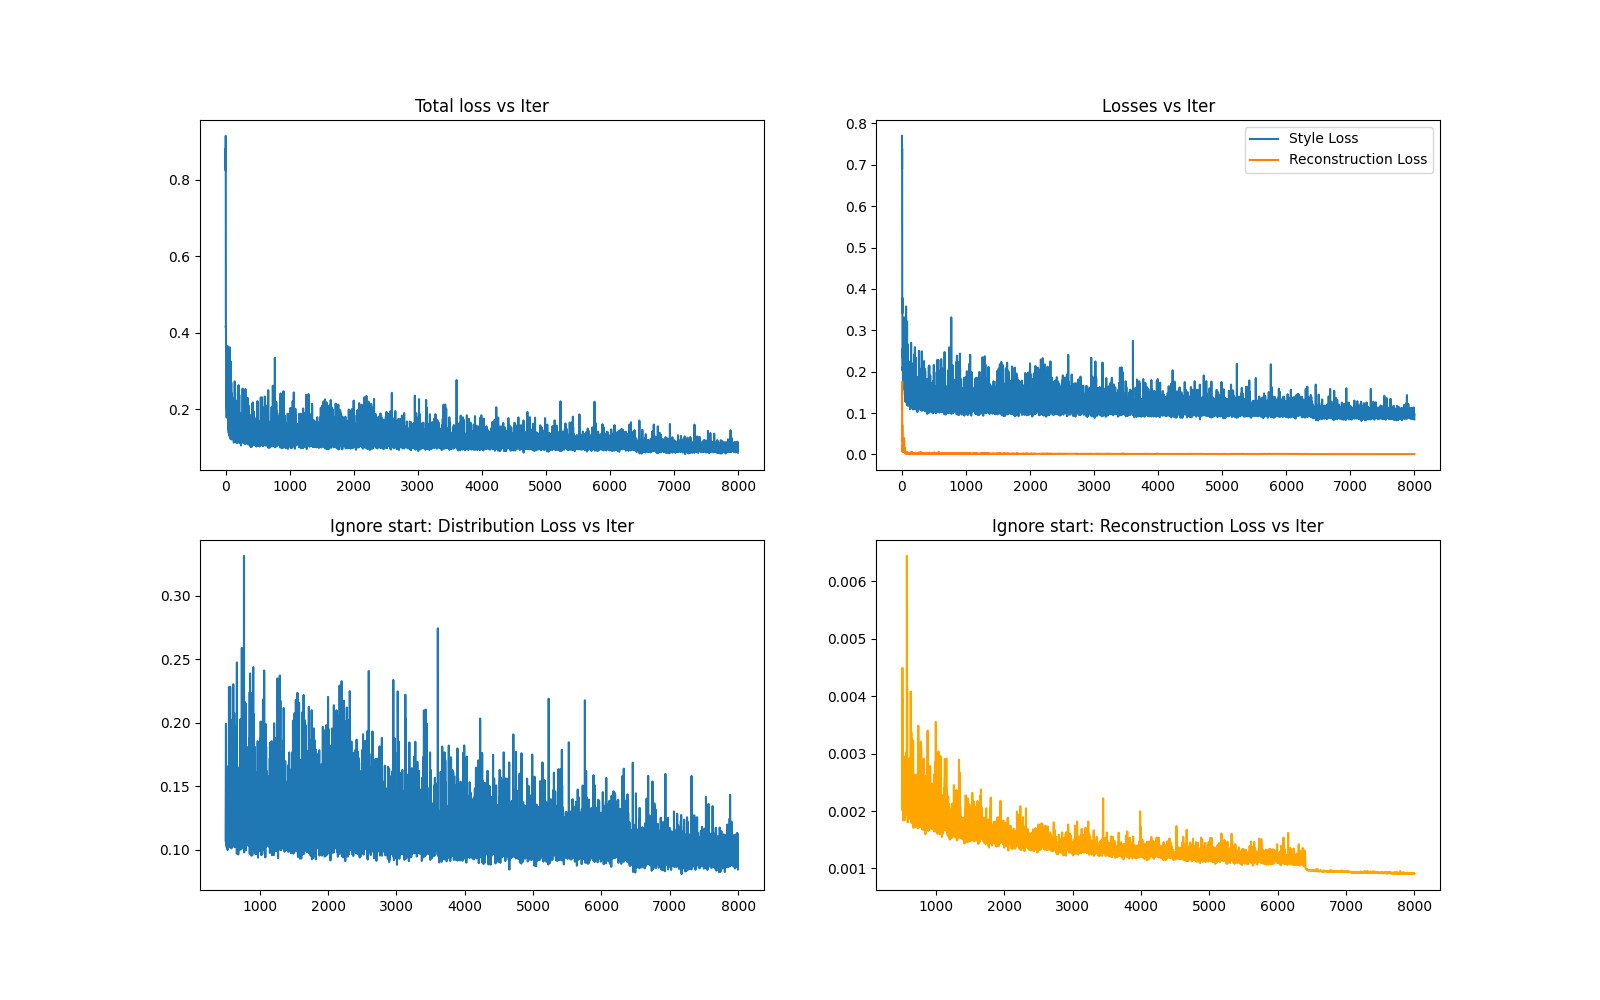 Total loss vs Iter
0.8
0.6
0.4
0.2
0 1000 2000 3000 4000 5000 6000 7000 8000
Losses vs Iter
Style Loss
Reconstruction Loss
0.8
0.7
0.6
0.5
0.4
0.3
0.2
0.1
0.0
0 1000 2000 3000 4000 5000 6000 7000 8000
Ignore start: Distribution Loss vs Iter
0.30
0.25
0.20
0.15
0.10
1000 2000 3000 4000 5000 6000 7000 8000
Ignore start: Reconstruction Loss vs Iter
0.006
0.005
0.004
0.003
0.002
0.001
1000 2000 3000 4000 5000 6000 7000 8000